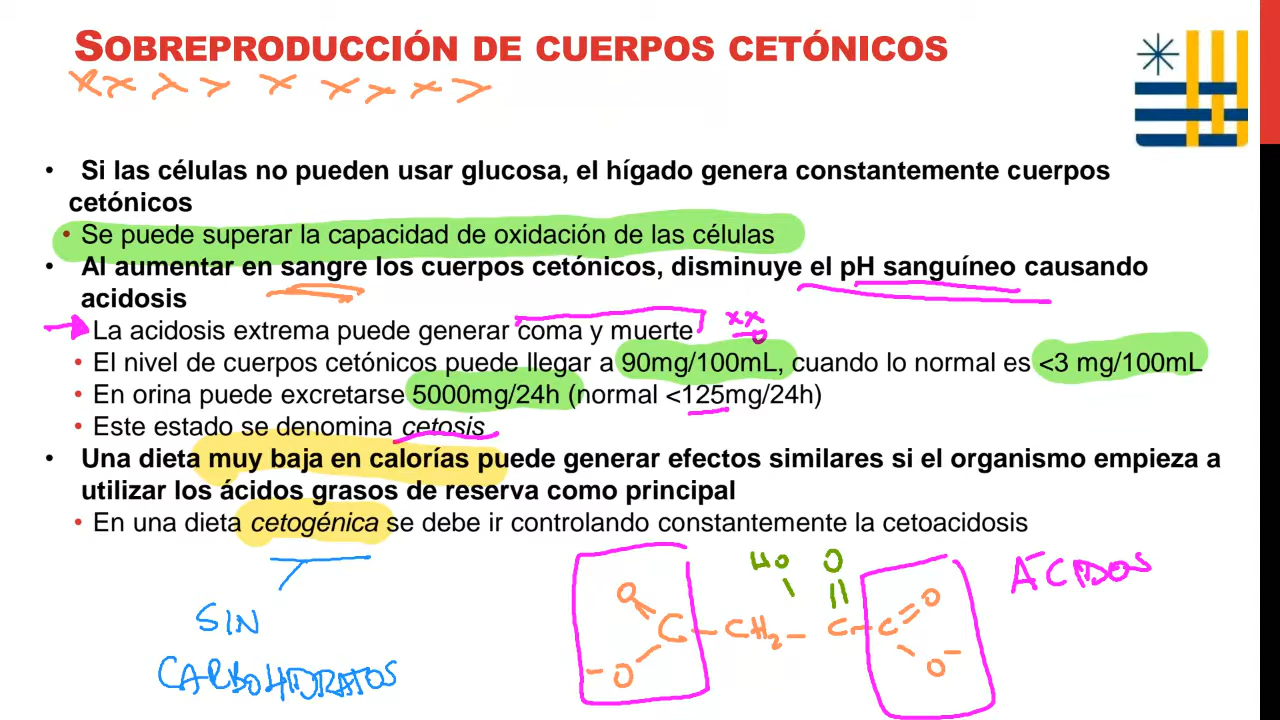 SOBREPRODUCCIÓN DE CUERPOS CETÓNICOS
• Si las células no pueden usar glucosa, el hígado genera constantemente cuerpos
cetónicos
• Se puede superar la capacidad de oxidación de las células
• Al aumentar en sangre los cuerpos cetónicos, disminuye el pH sanguíneo causando
acidosis
xx
La acidosis extrema puede generar coma y muerte
• El nivel de cuerpos cetónicos puede llegar a 90mg/100mL, cuando lo normal es <3 mg/100mL
• En orina puede excretarse 5000mg/24h (normal <125mg/24h)
• Este estado se denomina cetosis
• Una dieta muy baja en calorías puede generar efectos similares si el organismo empieza a
utilizar los ácidos grasos de reserva como principal
• En una dieta cetogénica se debe ir controlando constantemente la cetoacidosis
HO O
ÁCIDOS
O O
SIN
C - CH2 - C - C
-O O-
CARBOHIDRATOS